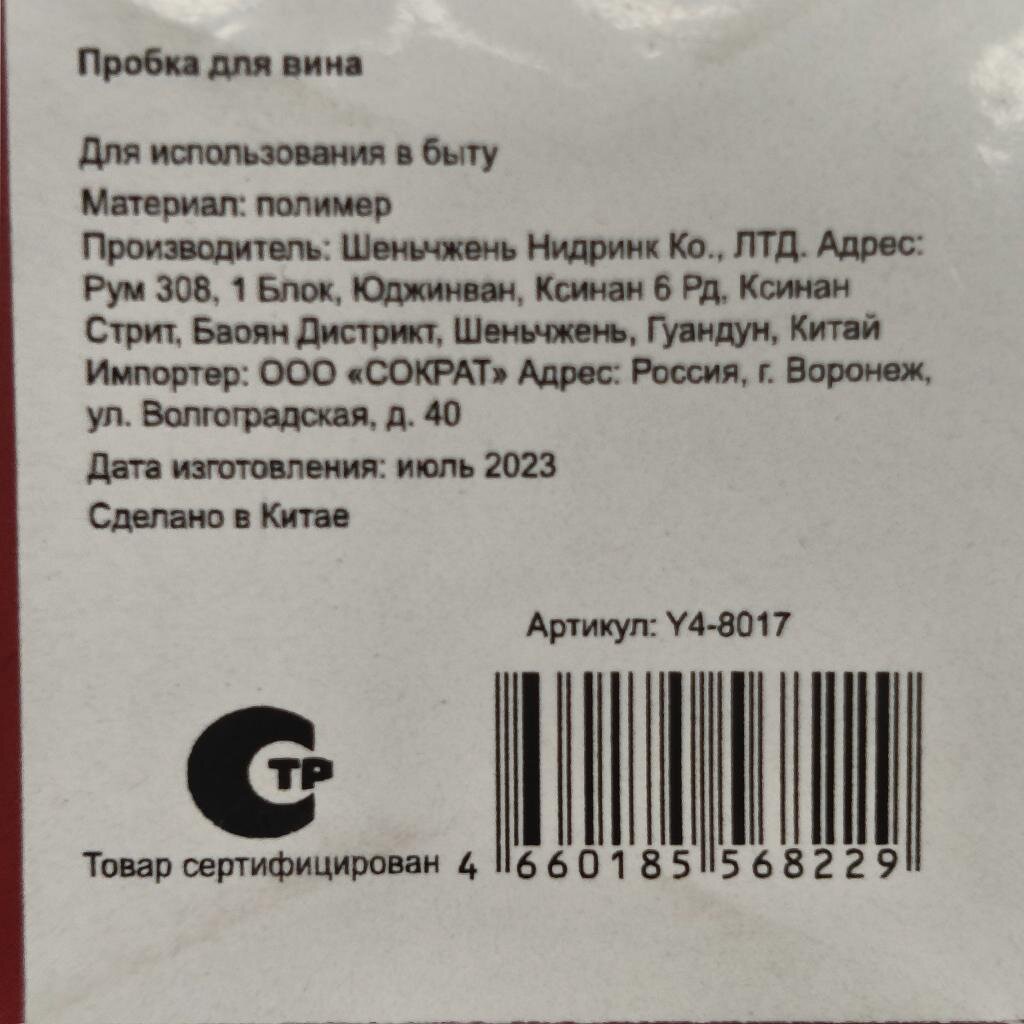 Пробка для вина
Для использования в быту
Материал: полимер
Производитель: Шеньчжень Нидринк Ко., ЛТД. Адрес:
Рум 308, 1 Блок, Юджинван, Ксинан 6 Рд, Ксинан
Стрит, Баоян Дистрикт, Шеньчжень, Гуандун, Китай
Импортер: ООО «СОКРАТ» Адрес: Россия, г. Воронеж,
ул. Волгоградская, д. 40
Дата изготовления: июль 2023
Сделано в Китае
Артикул: Y4-8017
СТР
Товар сертифицирован
4 660185 568229